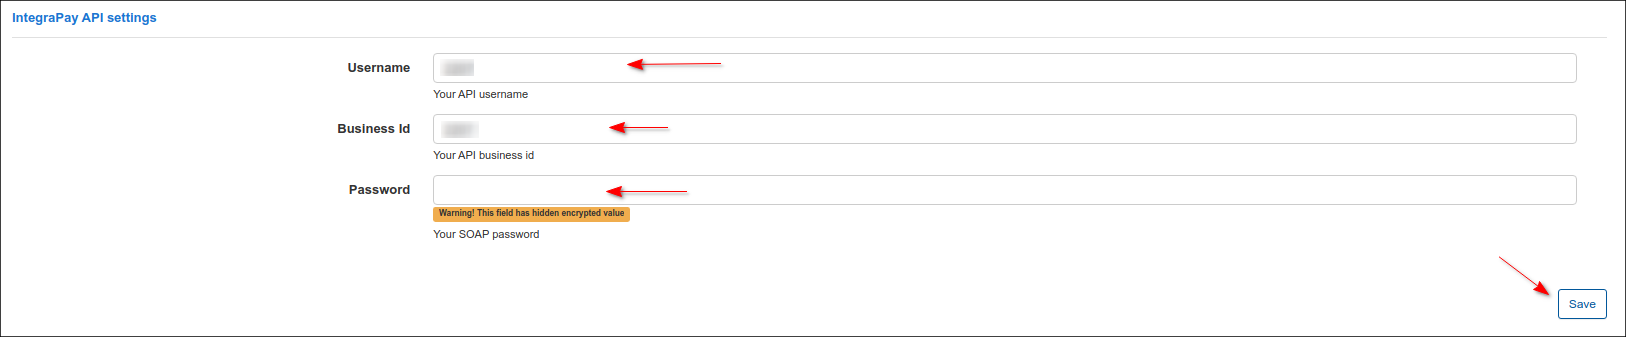 IntegraPay API settings
Username
Your API username
Business Id
Your API business id
Password
Warning! This field has hidden encrypted value
Your SOAP password
Save